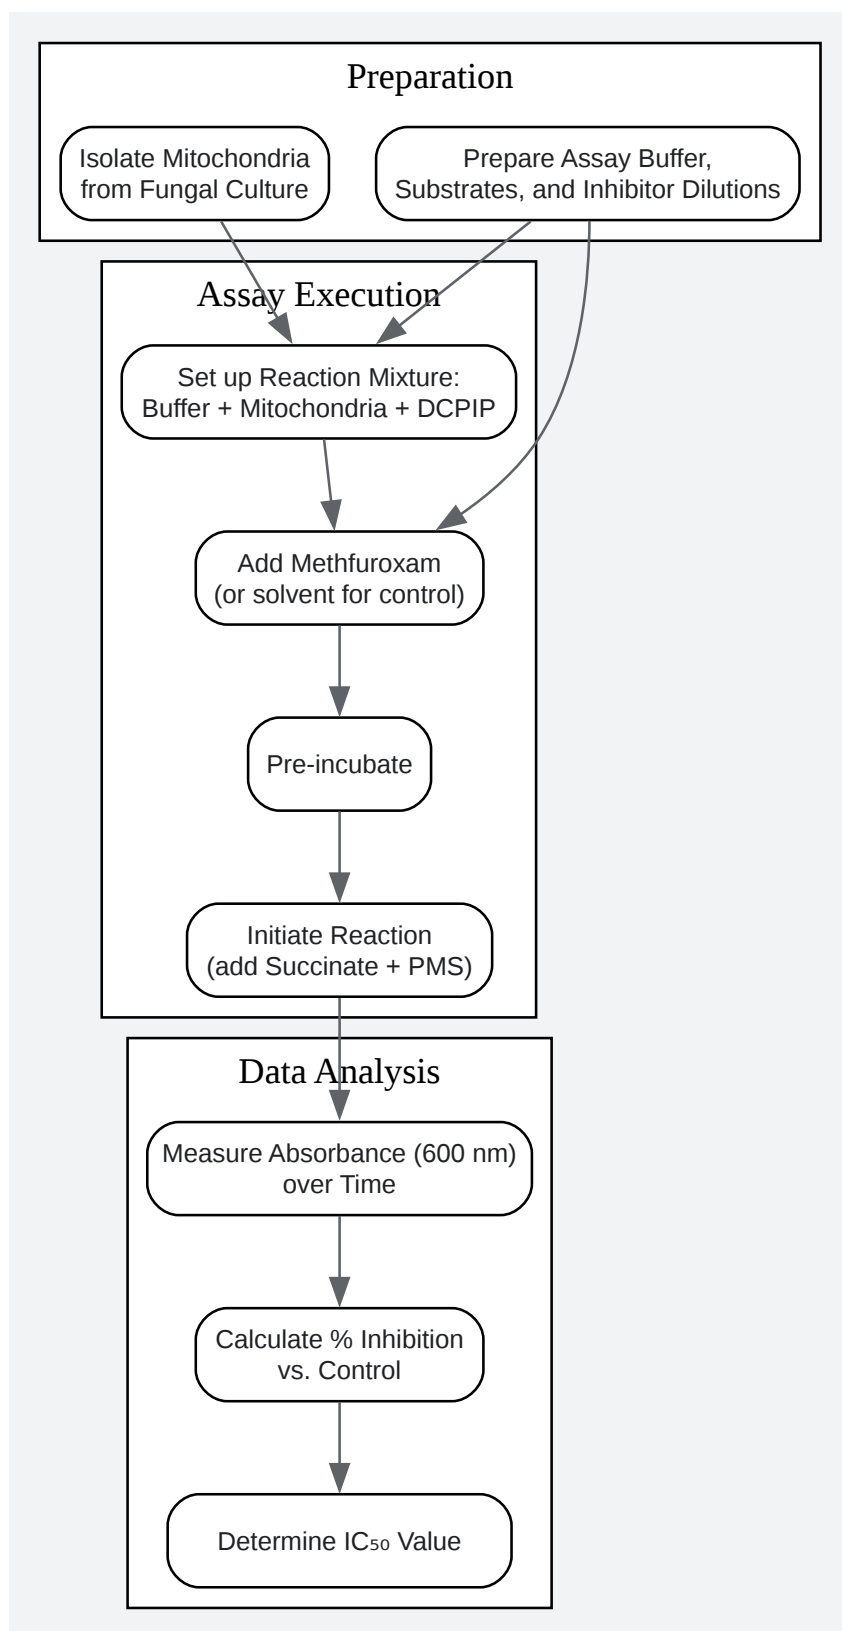 Preparation
Isolate Mitochondria
from Fungal Culture
Prepare Assay Buffer,
Substrates, and Inhibitor Dilutions
Assay Execution
Set up Reaction Mixture:
Buffer + Mitochondria + DCPIP
Add Methfuroxam
(or solvent for control)
Pre-incubate
Initiate Reaction
(add Succinate + PMS)
Data Analysis
Measure Absorbance (600 nm)
over Time
Calculate % Inhibition
vs. Control
Determine IC₅₀ Value